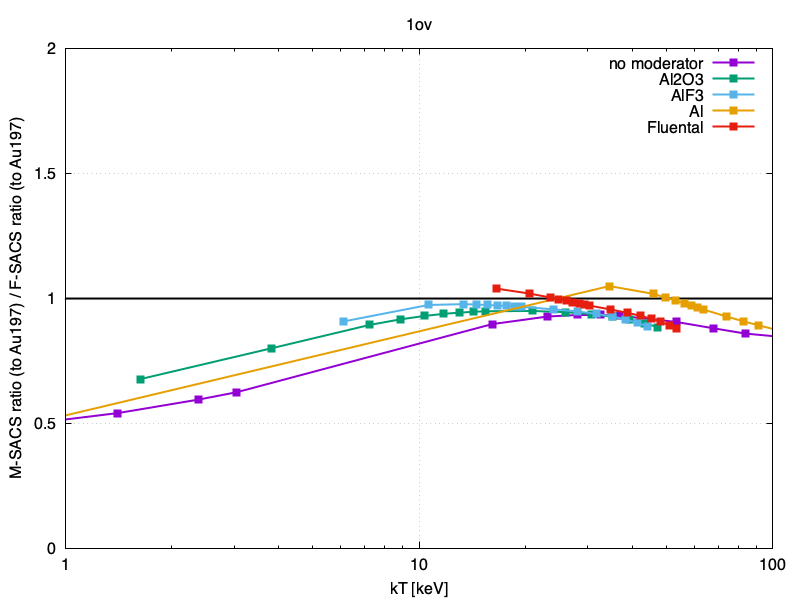 1ov
M-SACS ratio (to Au197) / F-SACS ratio (to Au197)
2
1.5
1
0.5
0
no moderator
Al2O3
AlF3
Al
Fluental
1
10
100
kT [keV]